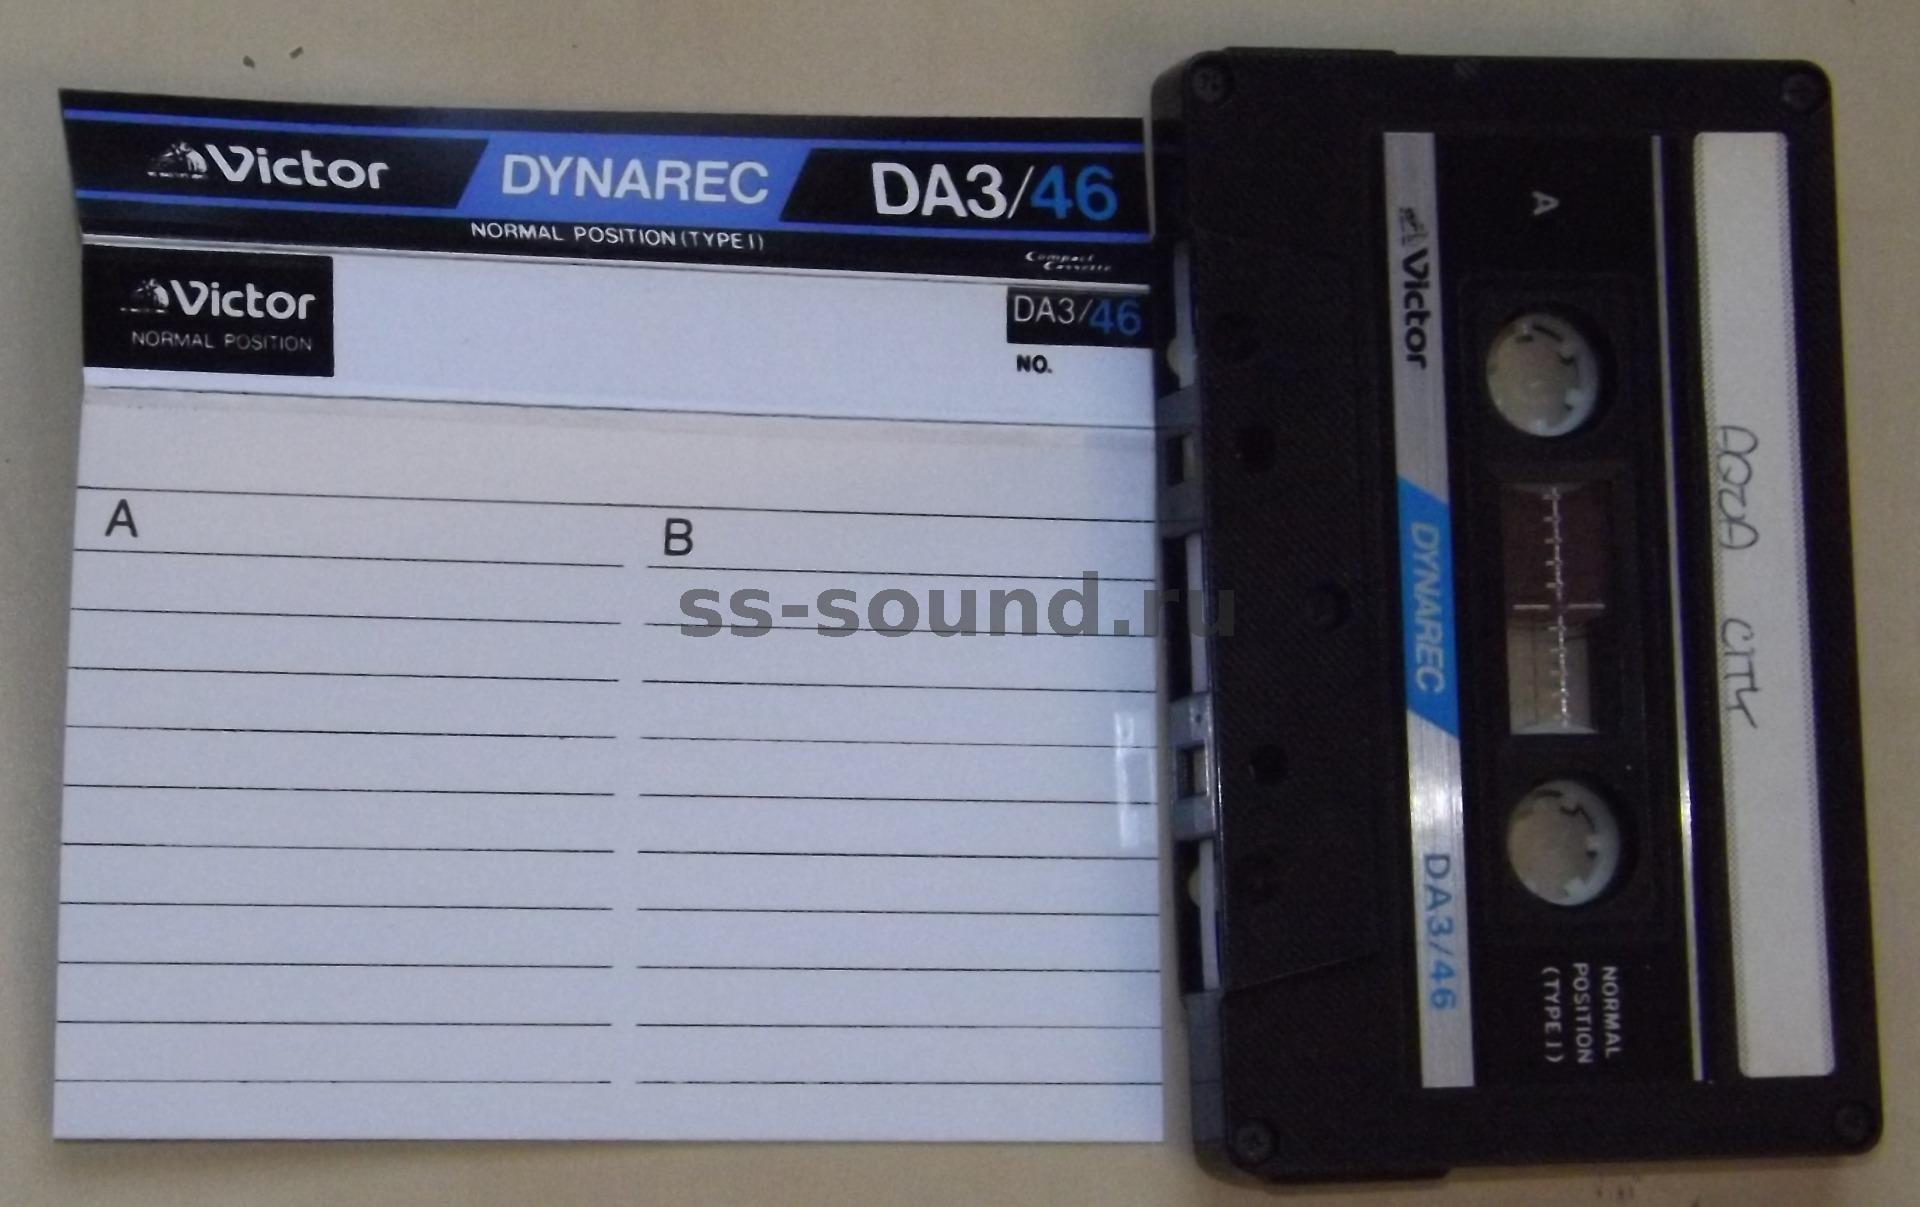 Victor DYNAREC DA3/46
NORMAL POSITION (TYPE I)
Compact
Cassette
Victor
NORMAL POSITION
DA3/46
NO.
A B
ss-sound.ru
A
Victor DYNAREC DA3/46
NORMAL
POSITION
(TYPE I)
CITY